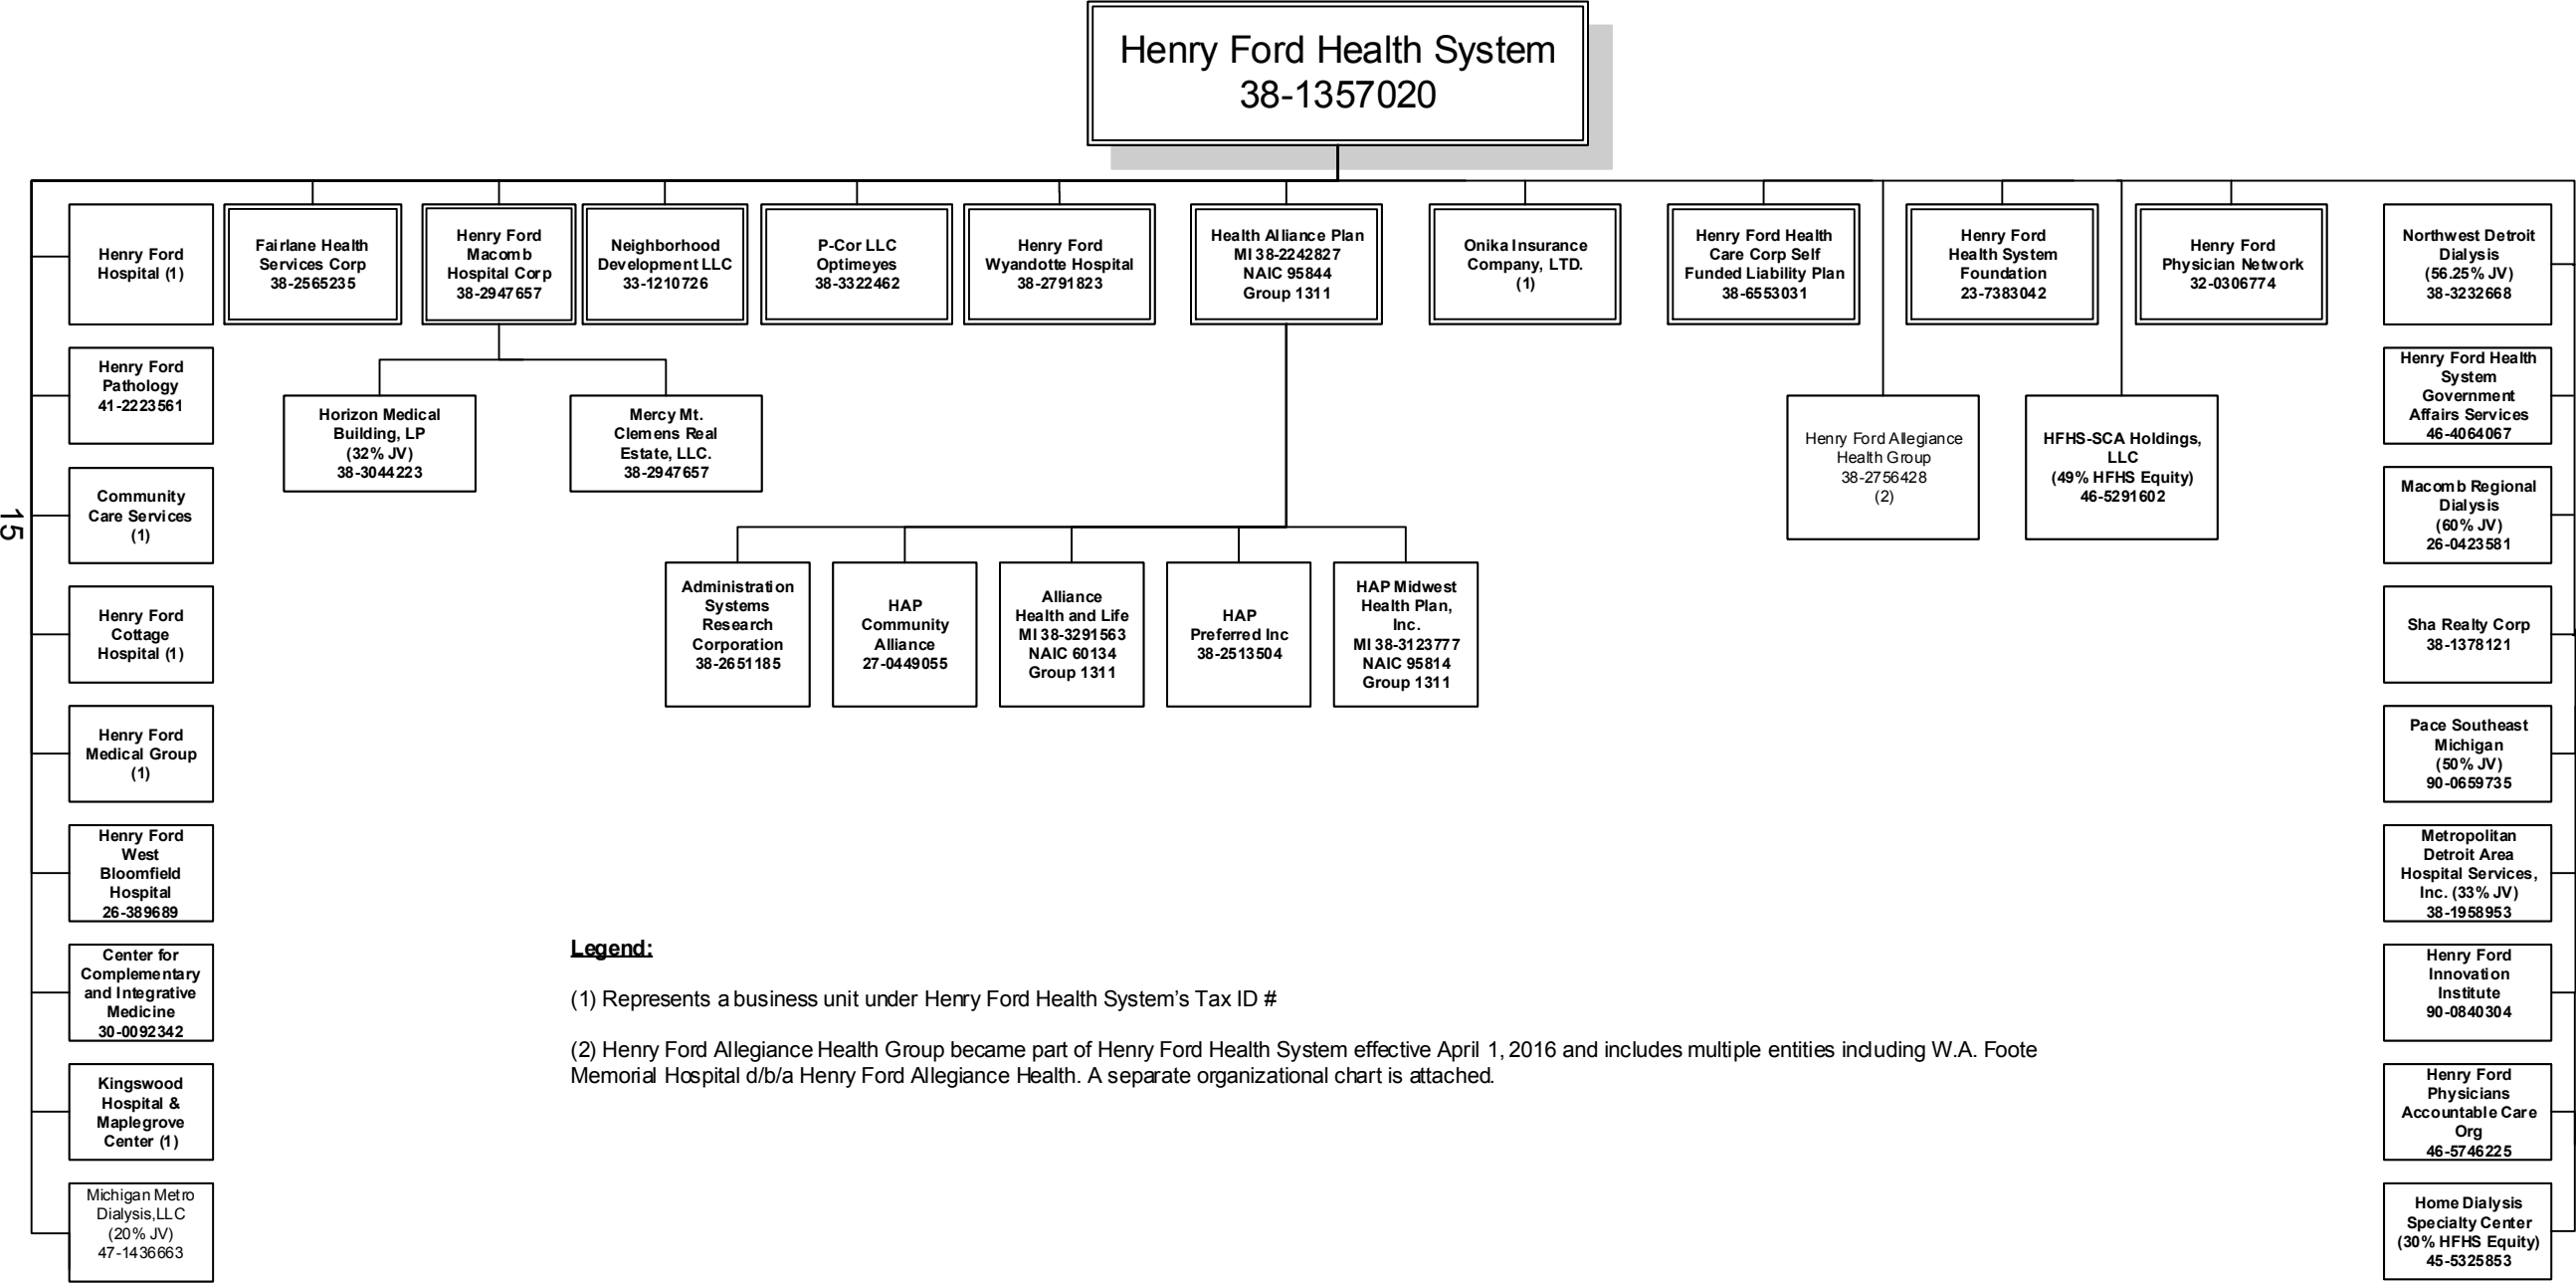 Henry Ford Health System
38-1357020
Henry Ford
Hospital (1)
Fairlane Health
Services Corp
38-2565235
Henry Ford
Macomb
Hospital Corp
38-2947657
Neighborhood
Development LLC
33-1210726
P-Cor LLC
Optimeyes
38-3322462
Henry Ford
Wyandotte Hospital
38-2791823
Health Alliance Plan
MI 38-2242827
NAIC 95844
Group 1311
Onika Insurance
Company, LTD.
(1)
Henry Ford Health
Care Corp Self
Funded Liability Plan
38-6553031
Henry Ford
Health System
Foundation
23-7383042
Henry Ford
Physician Network
32-0306774
Northwest Detroit
Dialysis
(56.25% JV)
38-3232668
Henry Ford
Pathology
41-2223561
Horizon Medical
Building, LP
(32% JV)
38-3044223
Mercy Mt.
Clemens Real
Estate, LLC.
38-2947657
Henry Ford Allegiance
Health Group
38-2756428
(2)
HFHS-SCA Holdings,
LLC
(49% HFHS Equity)
46-5291602
Henry Ford Health
System
Government
Affairs Services
46-4064067
15
Community
Care Services
(1)
Macomb Regional
Dialysis
(60% JV)
26-0423581
Administration
Systems
Research
Corporation
38-2651185
HAP
Community
Alliance
27-0449055
Alliance
Health and Life
MI 38-3291563
NAIC 60134
Group 1311
HAP
Preferred Inc
38-2513504
HAP Midwest
Health Plan,
Inc.
MI 38-3123777
NAIC 95814
Group 1311
Henry Ford
Cottage
Hospital (1)
Sha Realty Corp
38-1378121
Henry Ford
Medical Group
(1)
Pace Southeast
Michigan
(50% JV)
90-0659735
Henry Ford
West
Bloomfield
Hospital
26-389689
Metropolitan
Detroit Area
Hospital Services,
Inc. (33% JV)
38-1958953
Center for
Complementary
and Integrative
Medicine
30-0092342
Henry Ford
Innovation
Institute
90-0840304
Kingswood
Hospital &
Maplegrove
Center (1)
Henry Ford
Physicians
Accountable Care
Org
46-5746225
Michigan Metro
Dialysis,LLC
(20% JV)
47-1436663
Home Dialysis
Specialty Center
(30% HFHS Equity)
45-5325853
Legend:
(1) Represents a business unit under Henry Ford Health System’s Tax ID #
(2) Henry Ford Allegiance Health Group became part of Henry Ford Health System effective April 1, 2016 and includes multiple entities including W.A. Foote
Memorial Hospital d/b/a Henry Ford Allegiance Health. A separate organizational chart is attached.